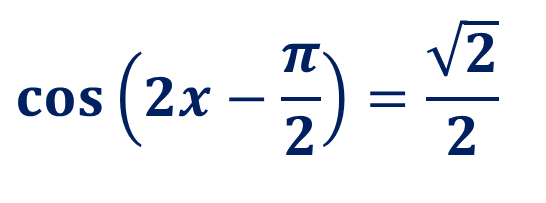 cos(2x − π/2) = √2/2